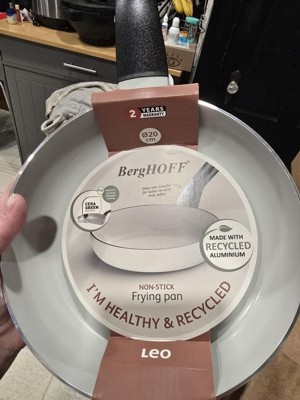 2 YEARS
WARRANTY
Ø20
cm
BergHOFF®
CERA
GREEN
MADE WITH
RECYCLED
ALUMINIUM
NON-STICK
Frying pan
I'M HEALTHY & RECYCLED
LEO